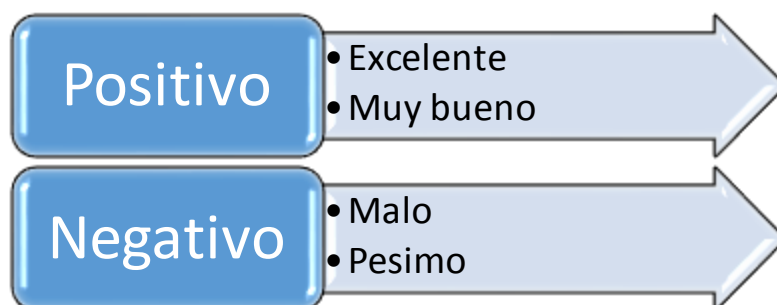 Positivo
• Excelente
• Muy bueno
Negativo
• Malo
• Pesimo